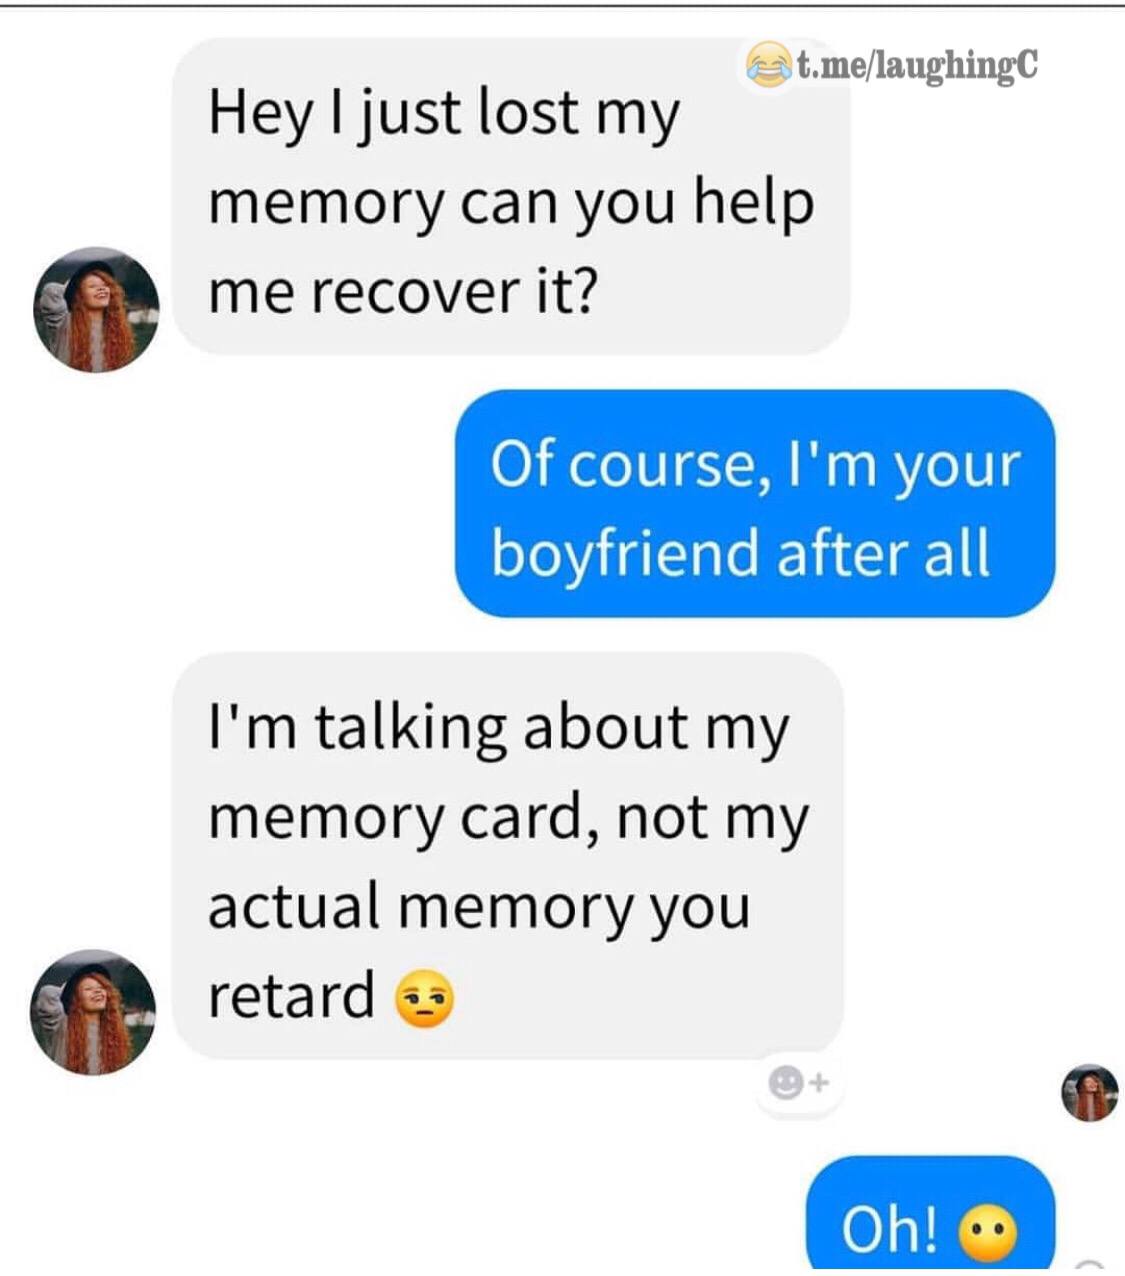 😂t.me/laughingC
Hey I just lost my
memory can you help
me recover it?
Of course, I'm your
boyfriend after all
I'm talking about my
memory card, not my
actual memory you
retard 😒
Oh! 😶